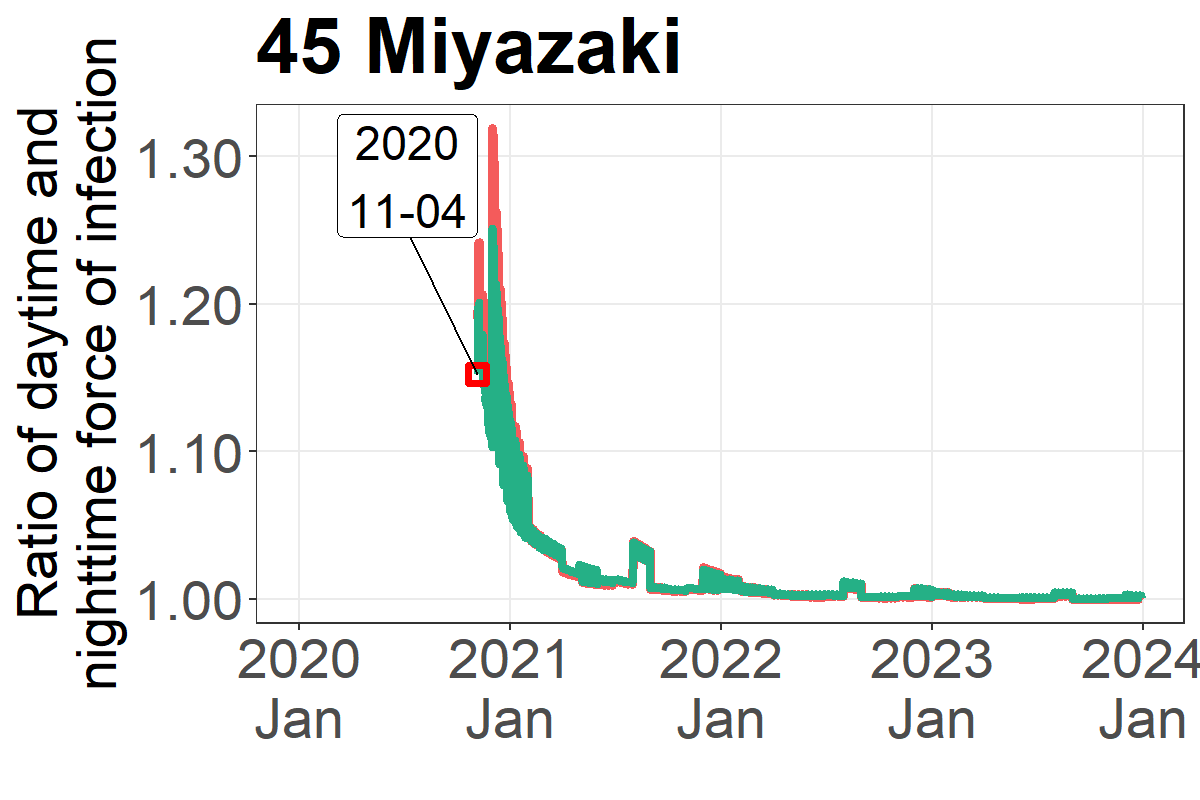 45 Miyazaki
Ratio of daytime and
nighttime force of infection
1.30
1.20
1.10
1.00
2020
11-04
2020
Jan
2021
Jan
2022
Jan
2023
Jan
2024
Jan